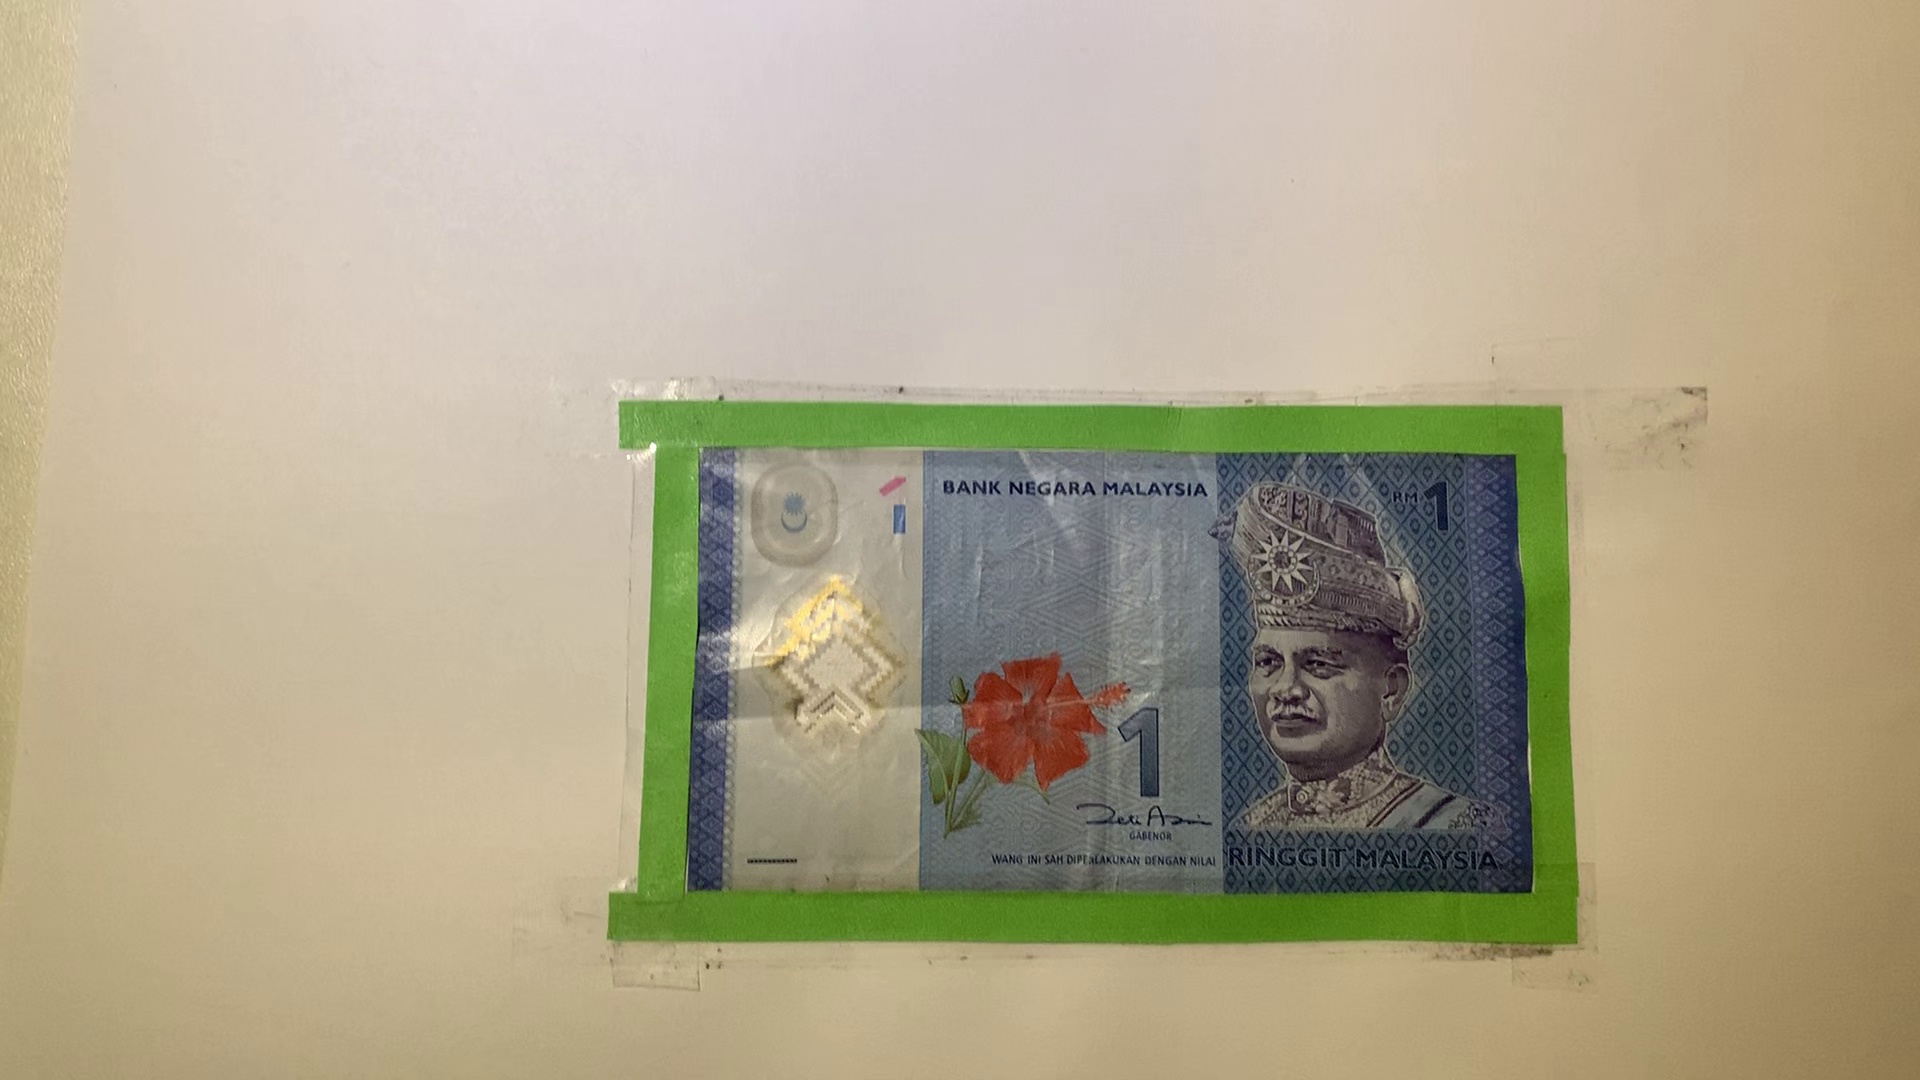 BANK NEGARA MALAYSIA
RM 1
1
GABENOR
WANG INI SAH DIPERLAKUKAN DENGAN NILAI
RINGGIT MALAYSIA